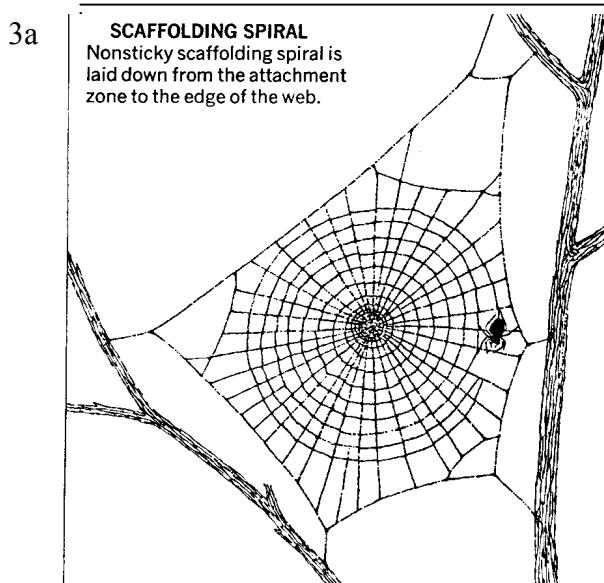 3a
SCAFFOLDING SPIRAL
Nonsticky scaffolding spiral is
laid down from the attachment
zone to the edge of the web.